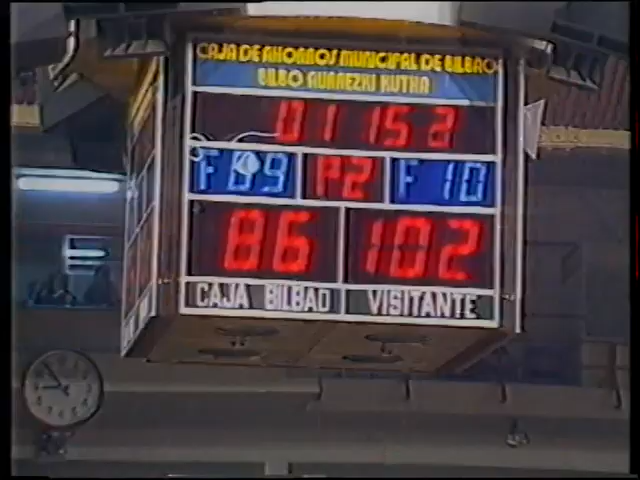 CAJA DE AHORROS MUNICIPAL DE BILBAO
BILBO AURREZKI KUTXA
01 15 2
F 09 P2 F 10
86 102
CAJA BILBAO VISITANTE